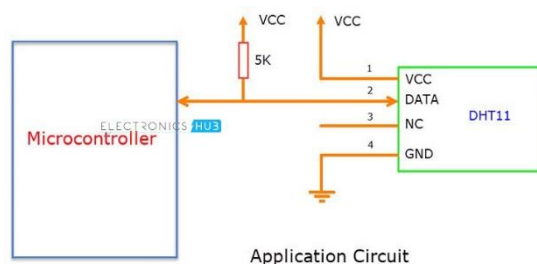 VCC
VCC
5K
1
VCC
2
DATA
ELECTRONICS HUB
Microcontroller
3
NC
DHT11
4
GND
Application Circuit